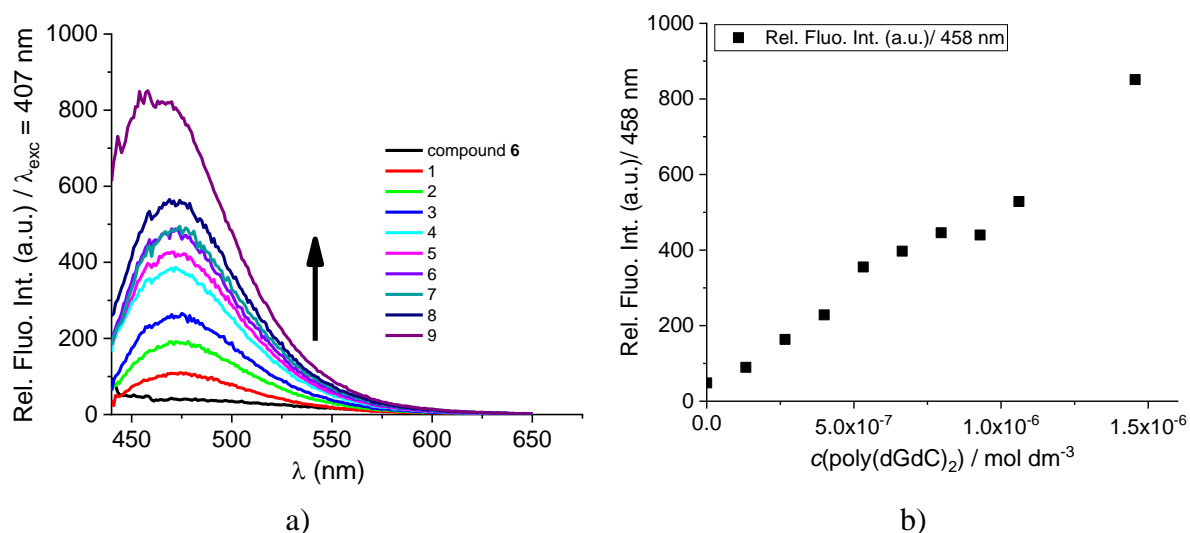 Rel. Fluo. Int. (a.u.) / λexc = 407 nm
1000
800
600
400
200
0
450
500
550
600
650
λ (nm)
compound 6
1
2
3
4
5
6
7
8
9
a)
Rel. Fluo. Int. (a.u.)/ 458 nm
Rel. Fluo. Int. (a.u.)/ 458 nm
1000
800
600
400
200
0
0.0
5.0x10⁻⁷
1.0x10⁻⁶
1.5x10⁻⁶
c(poly(dGdC)₂) / mol dm⁻³
b)